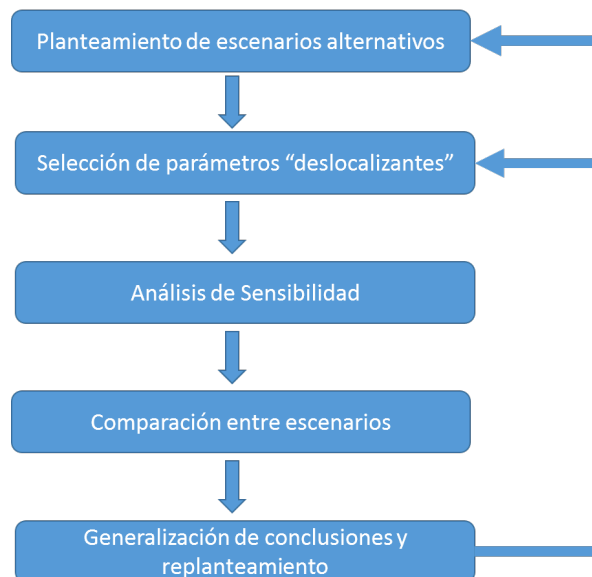 Planteamiento de escenarios alternativos
Selección de parámetros “deslocalizantes”
Análisis de Sensibilidad
Comparación entre escenarios
Generalización de conclusiones y
replanteamiento